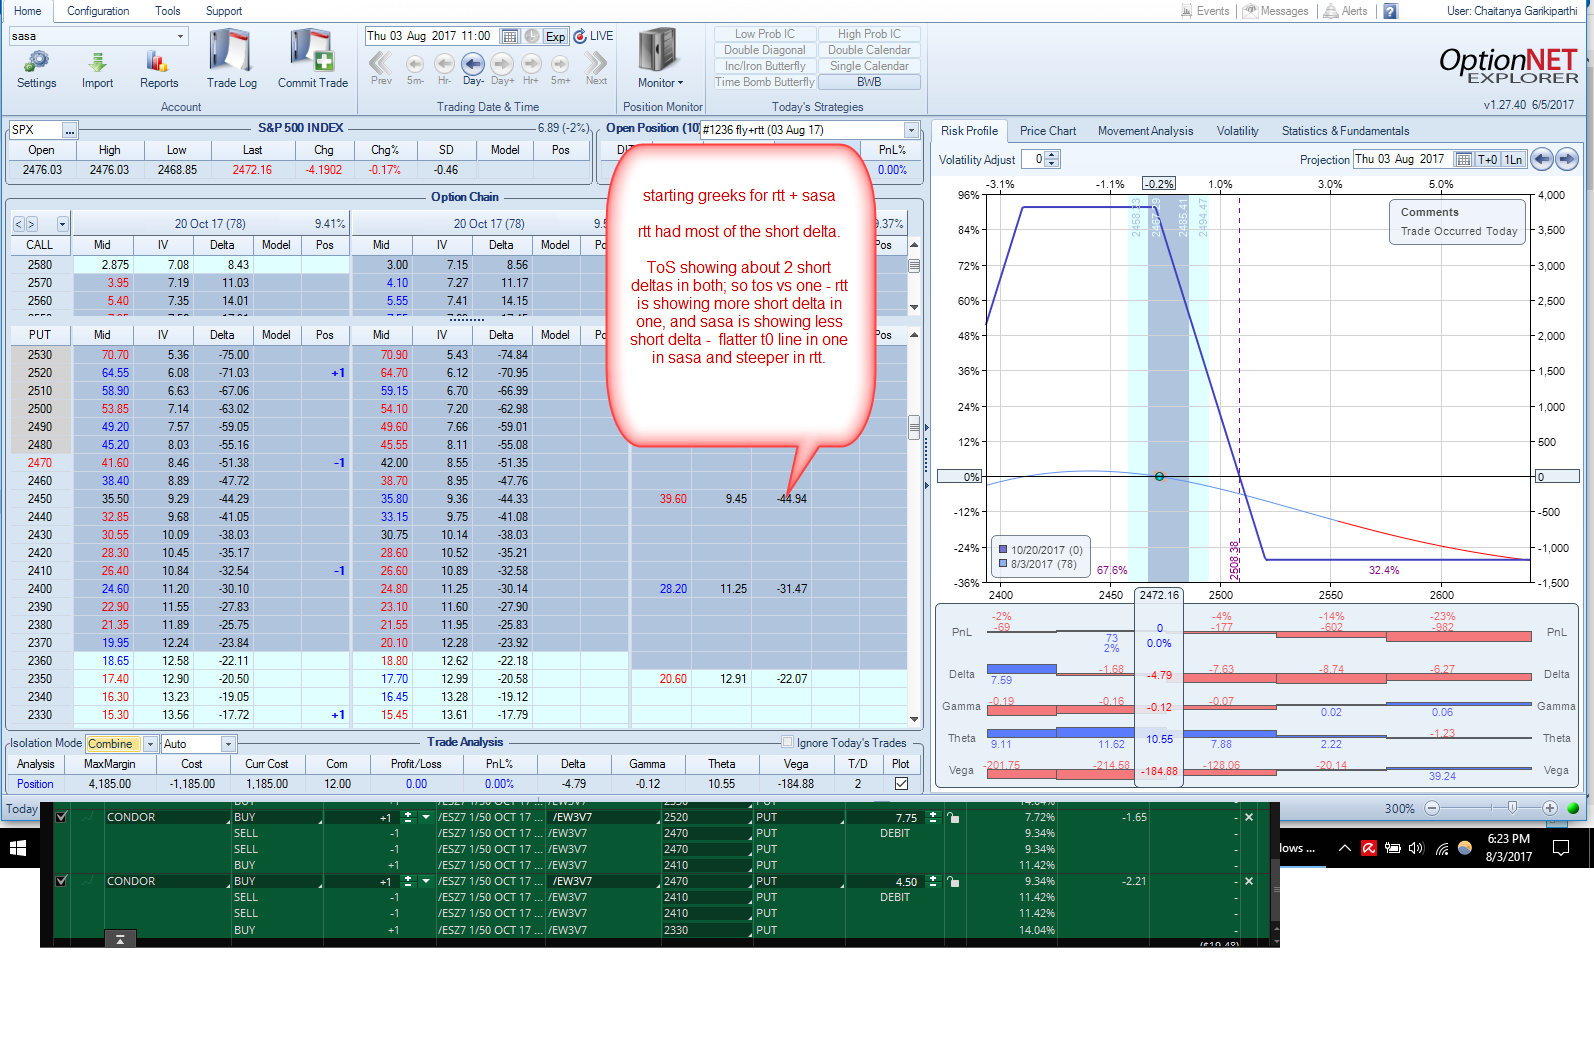 Home Configuration Tools Support
Events Messages Alerts ? User: Chaitanya Garikiparthi
sasa
Settings Import Reports Trade Log Commit Trade
Account
Thu 03 Aug 2017 11:00 Exp LIVE
Prev 5m- Hr- Day- Day+ Hr+ 5m+ Next
Trading Date & Time
Monitor
Position Monitor
Low Prob IC High Prob IC
Double Diagonal Double Calendar
Inc/Iron Butterfly Single Calendar
Time Bomb Butterfly BWB
Today's Strategies
OptionNET
EXPLORER
v1.27.40 6/5/2017
SPX ... S&P 500 INDEX 6.89 (-2%)
Open High Low Last Chg Chg% SD Model Pos
2476.03 2476.03 2468.85 2472.16 -4.1902 -0.17% -0.46
Open Position (10) #1236 fly+rtt (03 Aug 17)
PnL%
0.00%
starting greeks for rtt + sasa
rtt had most of the short delta.
ToS showing about 2 short
deltas in both; so tos vs one - rtt
is showing more short delta in
one, and sasa is showing less
short delta - flatter t0 line in one
in sasa and steeper in rtt.
Option Chain
20 Oct 17 (78) 9.41% 20 Oct 17 (78)
CALL Mid IV Delta Model Pos Mid IV Delta Model
2580 2.875 7.08 8.43 3.00 7.15 8.56
2570 3.95 7.19 11.03 4.10 7.27 11.17
2560 5.40 7.35 14.01 5.55 7.41 14.15
PUT Mid IV Delta Model Pos Mid IV Delta Model
2530 70.70 5.36 -75.00 70.90 5.43 -74.84
2520 64.55 6.08 -71.03 +1 64.70 6.12 -70.95
2510 58.90 6.63 -67.06 59.15 6.70 -66.99
2500 53.85 7.14 -63.02 54.10 7.20 -62.98
2490 49.20 7.57 -59.05 49.60 7.66 -59.01
2480 45.20 8.03 -55.16 45.55 8.11 -55.08
2470 41.60 8.46 -51.38 -1 42.00 8.55 -51.35
2460 38.40 8.89 -47.72 38.70 8.95 -47.76
2450 35.50 9.29 -44.29 35.80 9.36 -44.33 39.60 9.45 -44.94
2440 32.85 9.68 -41.05 33.15 9.75 -41.08
2430 30.55 10.09 -38.03 30.75 10.14 -38.03
2420 28.30 10.45 -35.17 28.60 10.52 -35.21
2410 26.40 10.84 -32.54 -1 26.60 10.89 -32.58
2400 24.60 11.20 -30.10 24.80 11.25 -30.14 28.20 11.25 -31.47
2390 22.90 11.55 -27.83 23.10 11.60 -27.90
2380 21.35 11.89 -25.75 21.55 11.95 -25.83
2370 19.95 12.24 -23.84 20.10 12.28 -23.92
2360 18.65 12.58 -22.11 18.80 12.62 -22.18
2350 17.40 12.90 -20.50 17.70 12.99 -20.58 20.60 12.91 -22.07
2340 16.30 13.23 -19.05 16.45 13.28 -19.12
2330 15.30 13.56 -17.72 +1 15.45 13.61 -17.79
Isolation Mode Combine Auto Trade Analysis Ignore Today's Trades
Analysis MaxMargin Cost Curr Cost Com Profit/Loss PnL% Delta Gamma Theta Vega T/D Plot
Position 4,185.00 -1,185.00 1,185.00 12.00 0.00 0.00% -4.79 -0.12 10.55 -184.88 2
Risk Profile Price Chart Movement Analysis Volatility Statistics & Fundamentals
Volatility Adjust 0 Projection Thu 03 Aug 2017 T+0 1Ln
-3.1% -1.1% -0.2% 1.0% 3.0% 5.0%
96% 4,000
84% 3,500
72% 3,000
60% 2,500
48% 2,000
36% 1,500
24% 1,000
12% 500
0% 0
-12% -500
-24% -1,000
-36% -1,500
2485.41 2494.47
Comments
Trade Occurred Today
10/20/2017 (0)
8/3/2017 (78)
67.6% 2508.38 32.4%
2400 2450 2472.16 2500 2550 2600
PnL -2% -4% -14% -23% PnL
-69 73 0 -177 -602 -982
2% 0.0%
Delta 7.59 -1.68 -4.79 -7.63 -8.74 -6.27 Delta
Gamma -0.19 -0.16 -0.12 -0.07 0.02 0.06 Gamma
Theta 9.11 11.62 10.55 7.88 2.22 -1.23 Theta
Vega -201.75 -214.58 -184.88 -128.06 -20.14 39.24 Vega
Today 300%
CONDOR BUY +1 /ESZ7 1/50 OCT 17 ... /EW3V7 2520 PUT 7.75 7.72% -1.65 -
SELL -1 /ESZ7 1/50 OCT 17 ... /EW3V7 2470 PUT DEBIT 9.34% -
SELL -1 /ESZ7 1/50 OCT 17 ... /EW3V7 2470 PUT 9.34% -
BUY +1 /ESZ7 1/50 OCT 17 ... /EW3V7 2410 PUT 11.42% -
CONDOR BUY +1 /ESZ7 1/50 OCT 17 ... /EW3V7 2470 PUT 4.50 9.34% -2.21 -
SELL -1 /ESZ7 1/50 OCT 17 ... /EW3V7 2410 PUT DEBIT 11.42% -
SELL -1 /ESZ7 1/50 OCT 17 ... /EW3V7 2410 PUT 11.42% -
BUY +1 /ESZ7 1/50 OCT 17 ... /EW3V7 2330 PUT 14.04% -
lows ...
6:23 PM
8/3/2017